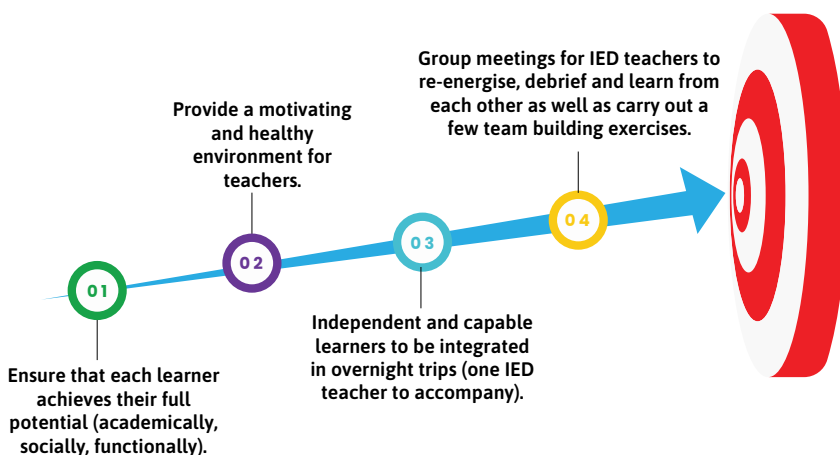 01
Ensure that each learner
achieves their full
potential (academically,
socially, functionally).
02
Provide a motivating
and healthy
environment for
teachers.
03
Independent and capable
learners to be integrated
in overnight trips (one IED
teacher to accompany).
04
Group meetings for IED teachers to
re-energise, debrief and learn from
each other as well as carry out a
few team building exercises.